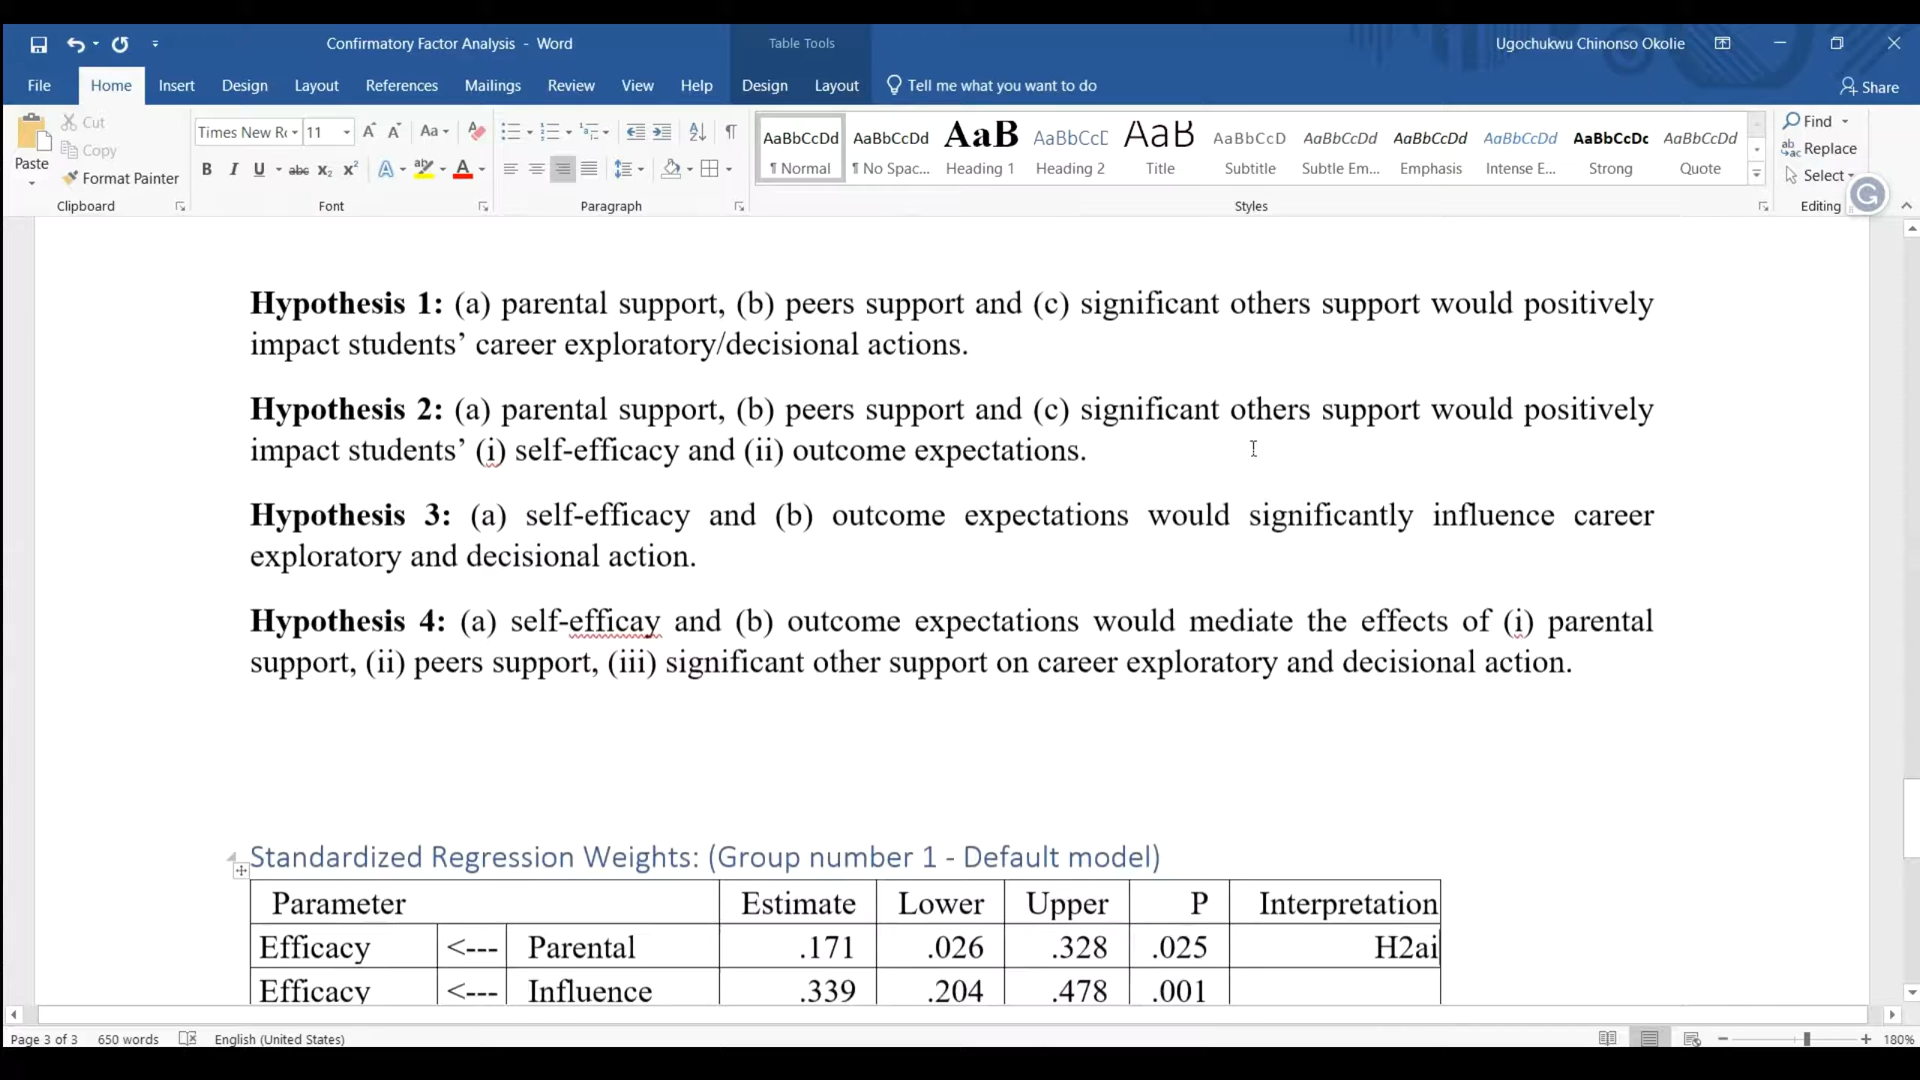 Confirmatory Factor Analysis - Word
Table Tools
Ugochukwu Chinonso Okolie
File Home Insert Design Layout References Mailings Review View Help Design Layout Tell me what you want to do Share
Paste
Cut
Copy
Format Painter
Clipboard
Times New Rc 11
Aa
B I U abc x₂ x² A ab A
Font
Paragraph
AaBbCcDd AaBbCcDd AaB AaBbCcE AaB AaBbCcD AaBbCcDd AaBbCcDd AaBbCcDd AaBbCcDc AaBbCcDd
¶ Normal ¶ No Spac... Heading 1 Heading 2 Title Subtitle Subtle Em... Emphasis Intense E... Strong Quote
Styles
Find
Replace
Select
Editing
Hypothesis 1: (a) parental support, (b) peers support and (c) significant others support would positively
impact students’ career exploratory/decisional actions.
Hypothesis 2: (a) parental support, (b) peers support and (c) significant others support would positively
impact students’ (i) self-efficacy and (ii) outcome expectations.
Hypothesis 3: (a) self-efficacy and (b) outcome expectations would significantly influence career
exploratory and decisional action.
Hypothesis 4: (a) self-efficay and (b) outcome expectations would mediate the effects of (i) parental
support, (ii) peers support, (iii) significant other support on career exploratory and decisional action.
Standardized Regression Weights: (Group number 1 - Default model)
Parameter Estimate Lower Upper P Interpretation
Efficacy <--- Parental .171 .026 .328 .025 H2ai
Efficacy <--- Influence .339 .204 .478 .001
Page 3 of 3 650 words English (United States) 180%